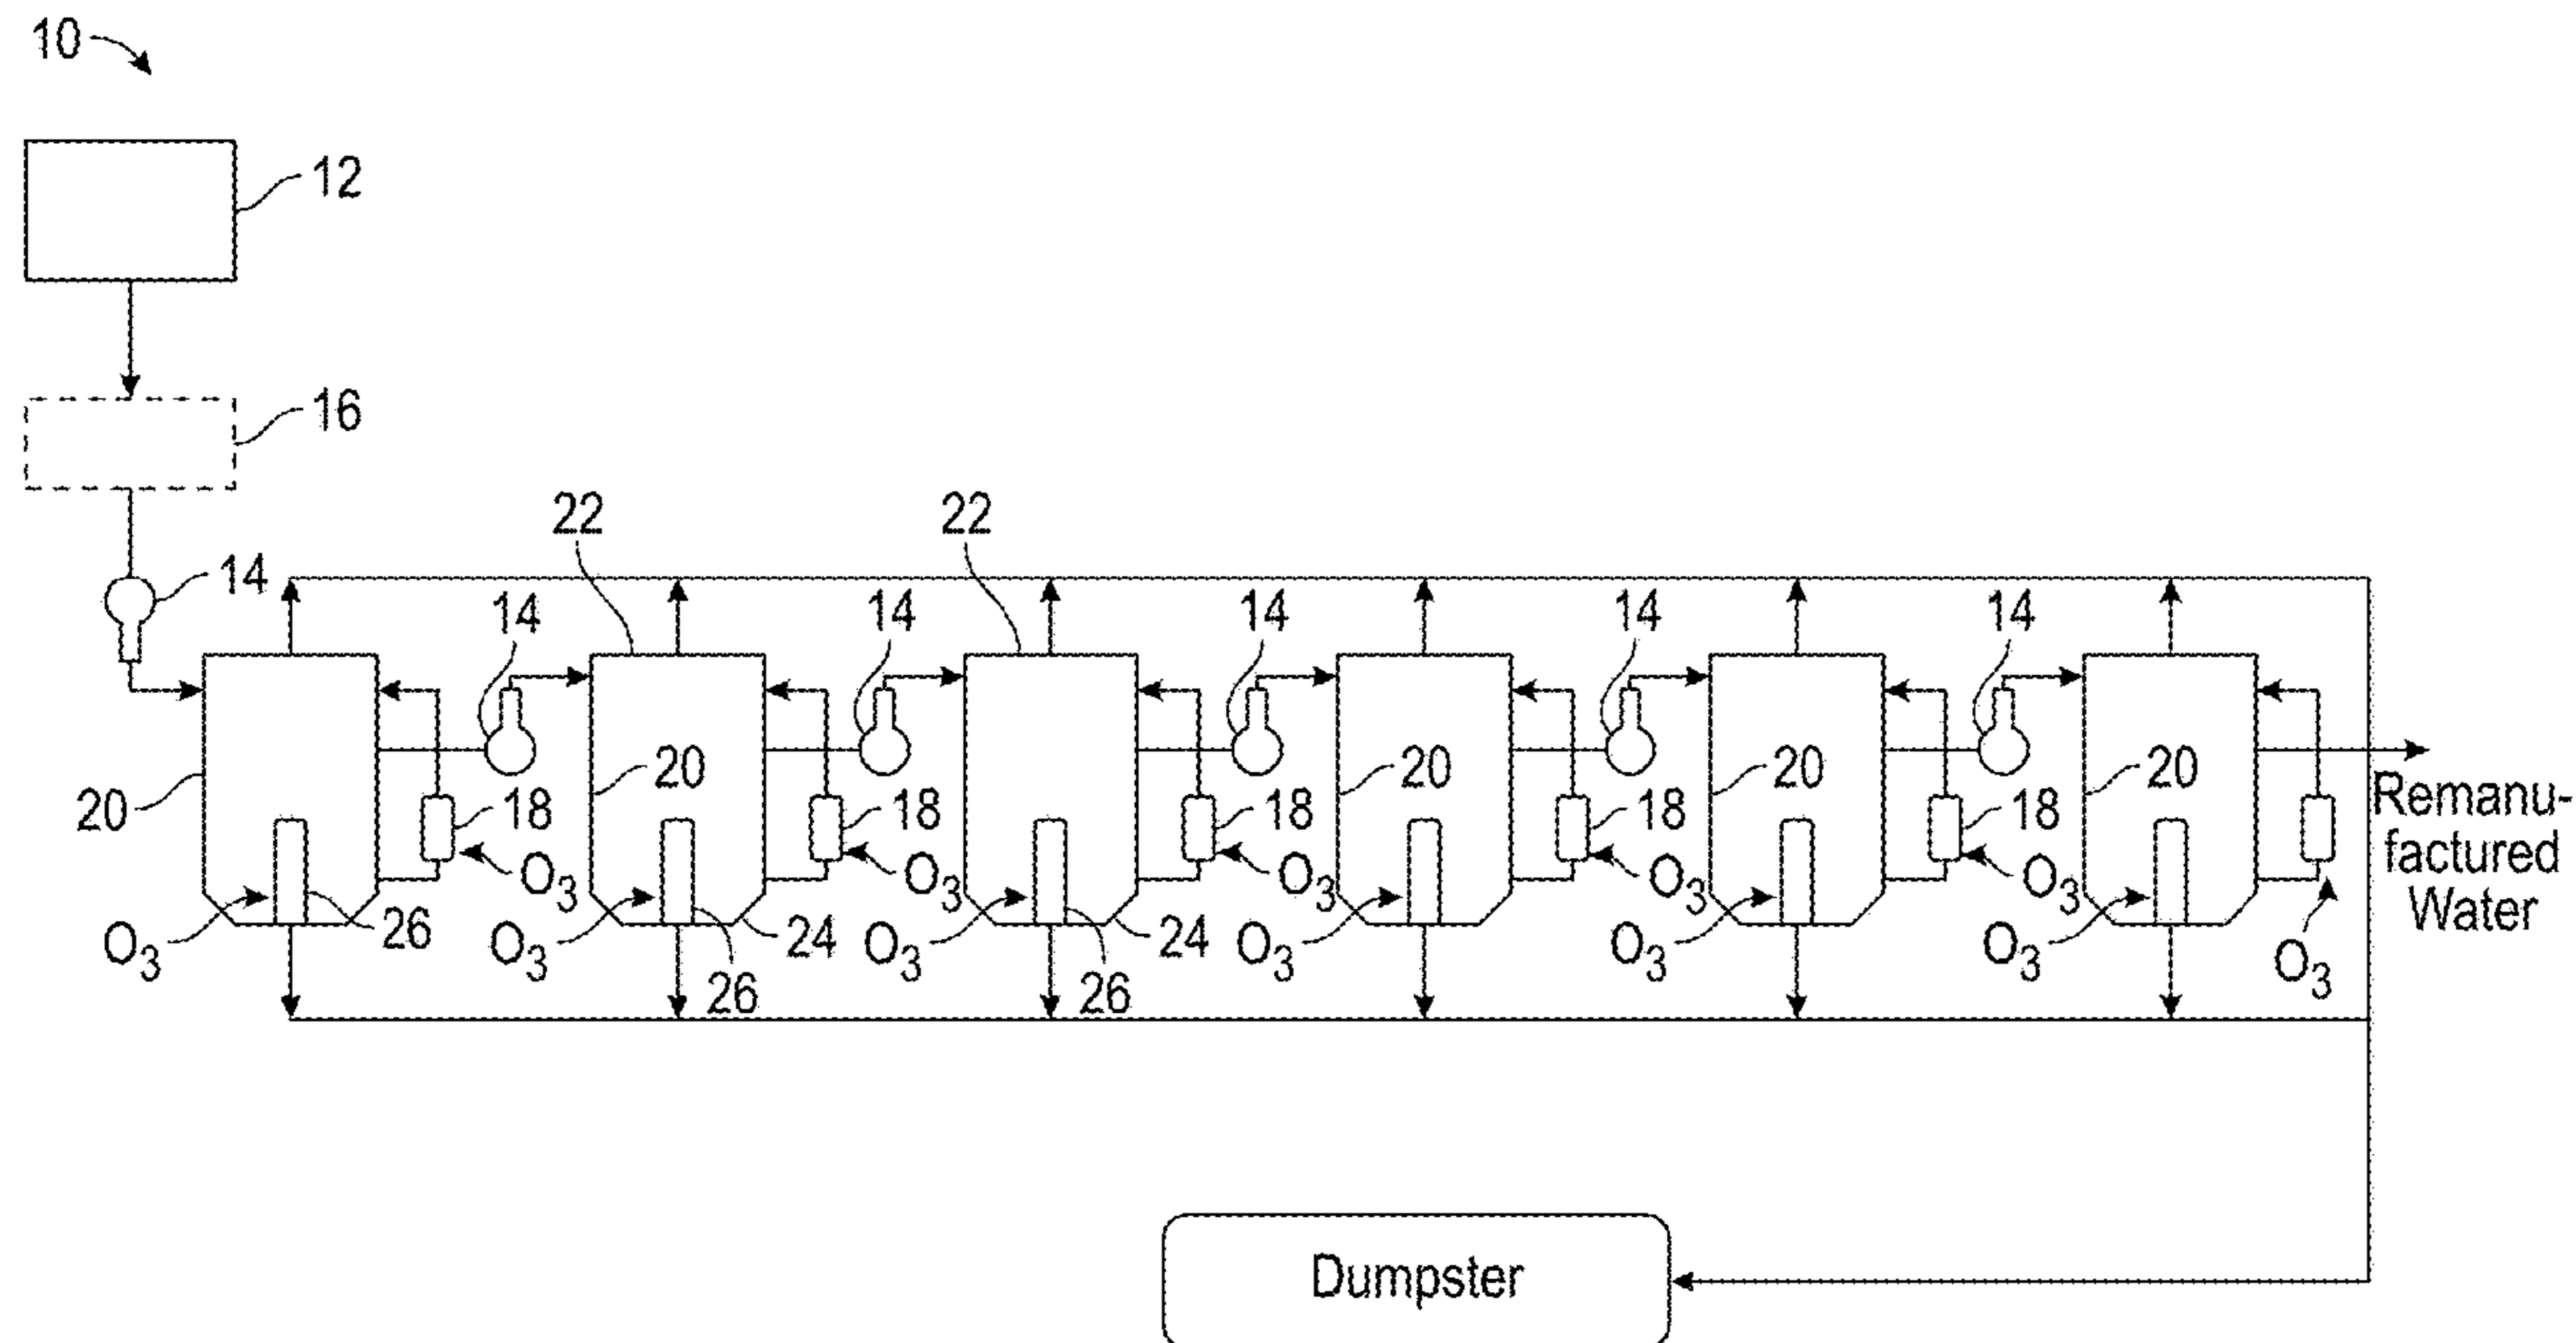 10
12
16
22 22
14 14 14 14 14 14
20 20 20 20 20
18 18 18 18 18
Remanu-
factured
Water
O3 O3 O3 O3 O3
O3 26 O3 24 O3 24 O3 O3 O3 O3
26 26
Dumpster